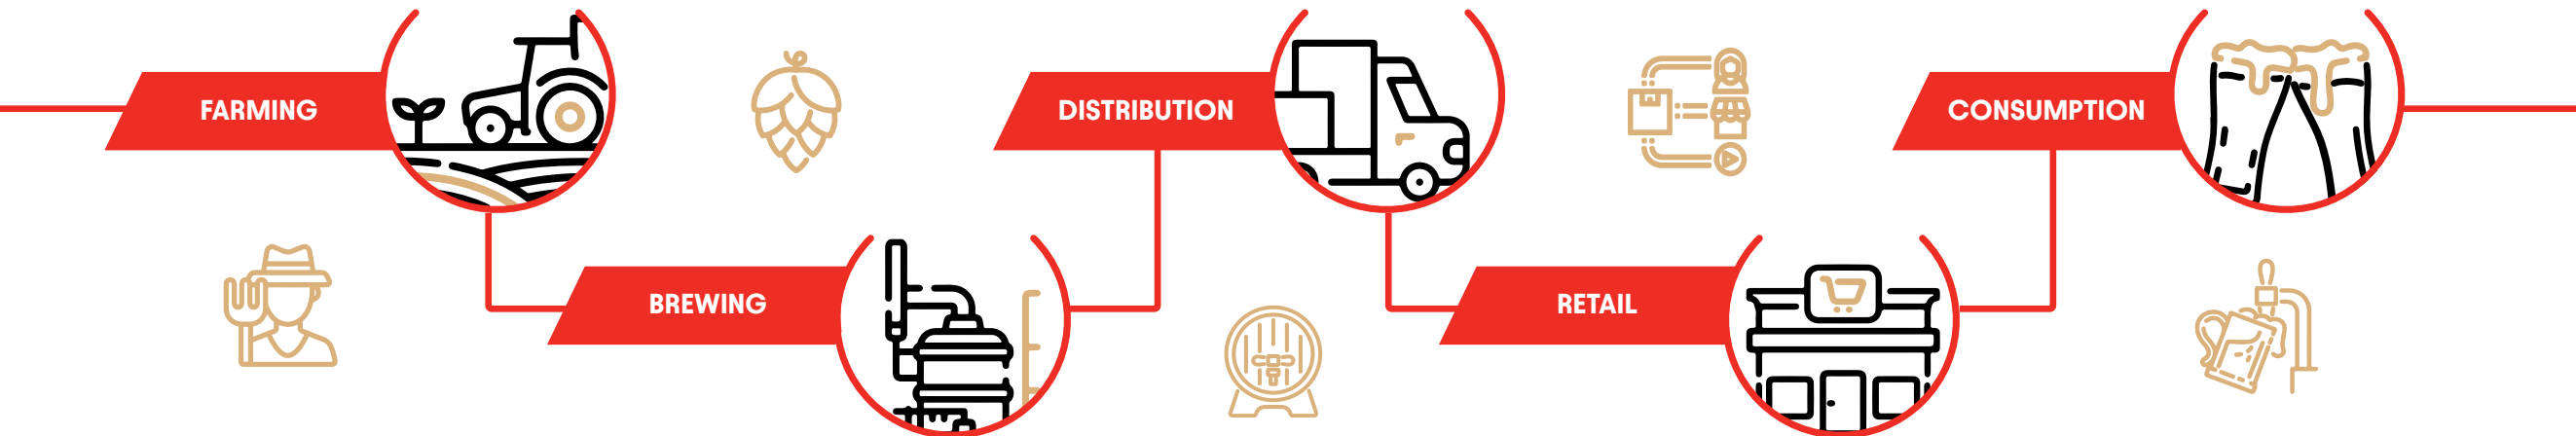 FARMING
BREWING
DISTRIBUTION
RETAIL
CONSUMPTION